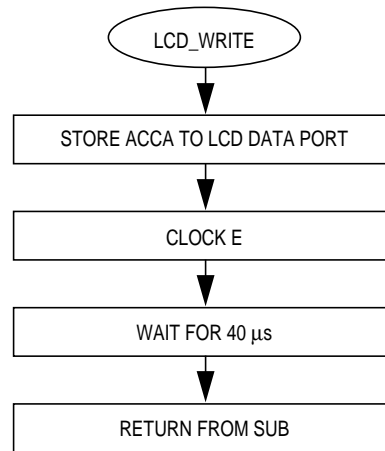 LCD_WRITE
STORE ACCA TO LCD DATA PORT
CLOCK E
WAIT FOR 40 μs
RETURN FROM SUB